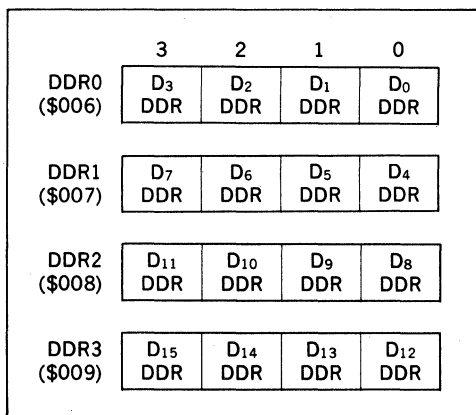 3 2 1 0
DDR0 D3 D2 D1 D0
($006) DDR DDR DDR DDR
DDR1 D7 D6 D5 D4
($007) DDR DDR DDR DDR
DDR2 D11 D10 D9 D8
($008) DDR DDR DDR DDR
DDR3 D15 D14 D13 D12
($009) DDR DDR DDR DDR